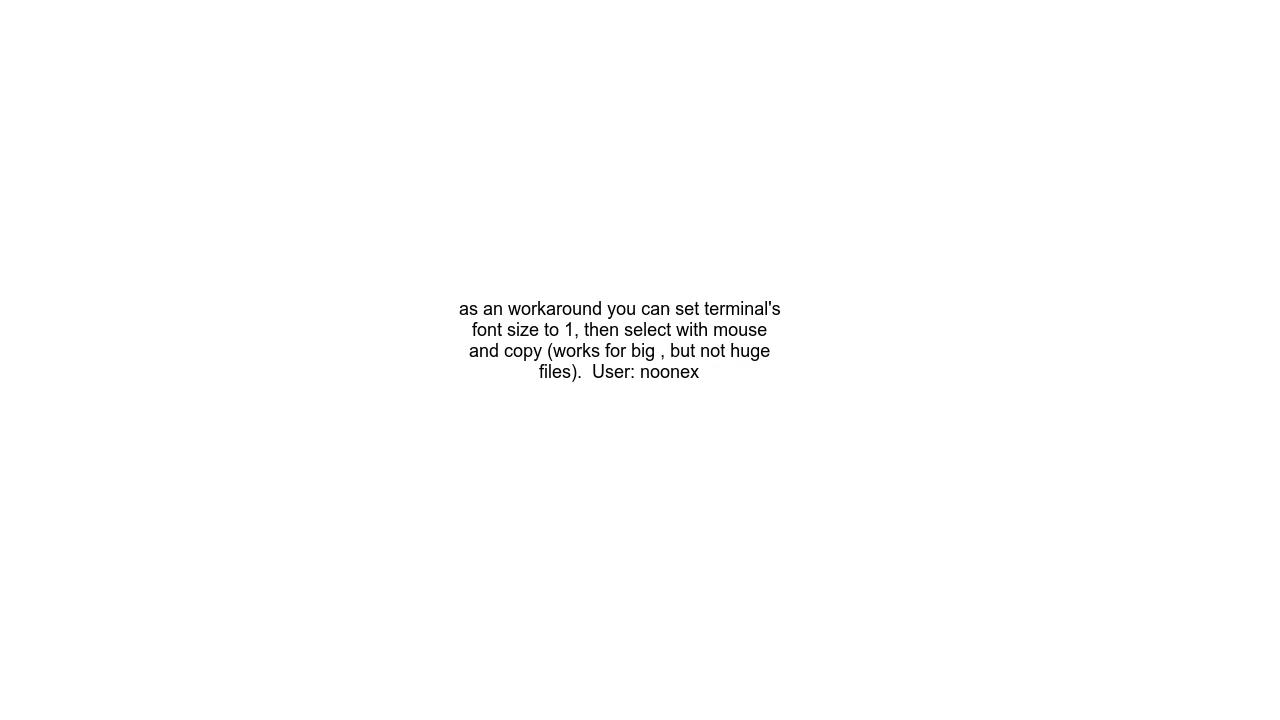 as an workaround you can set terminal's
font size to 1, then select with mouse
and copy (works for big , but not huge
files).  User: noonex